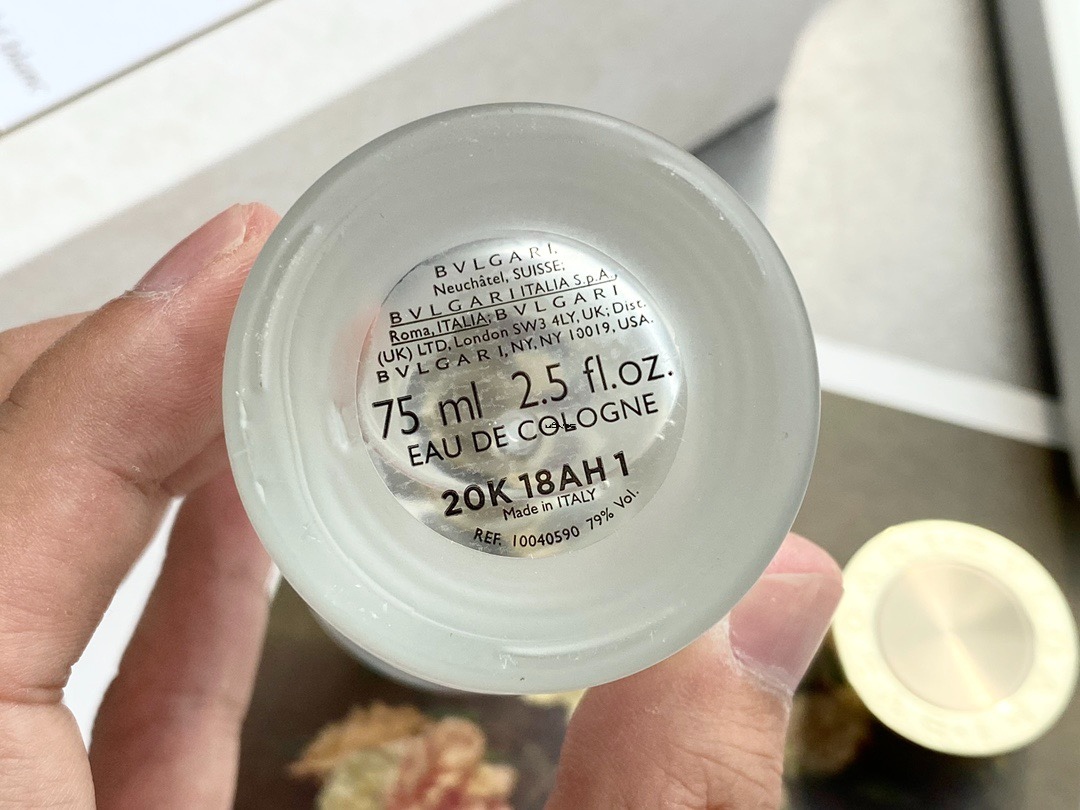 BVLGARI,
Neuchâtel, SUISSE;
BVLGARI ITALIA S.p.A.,
Roma, ITALIA; BVLGARI
(UK) LTD, London SW3 4LY, UK; Dist.
BVLGARI, NY, NY 10019, USA.
75 ml 2.5 fl.oz.
EAU DE COLOGNE
20K 18AH 1
Made in ITALY
REF. 10040590 79% Vol.